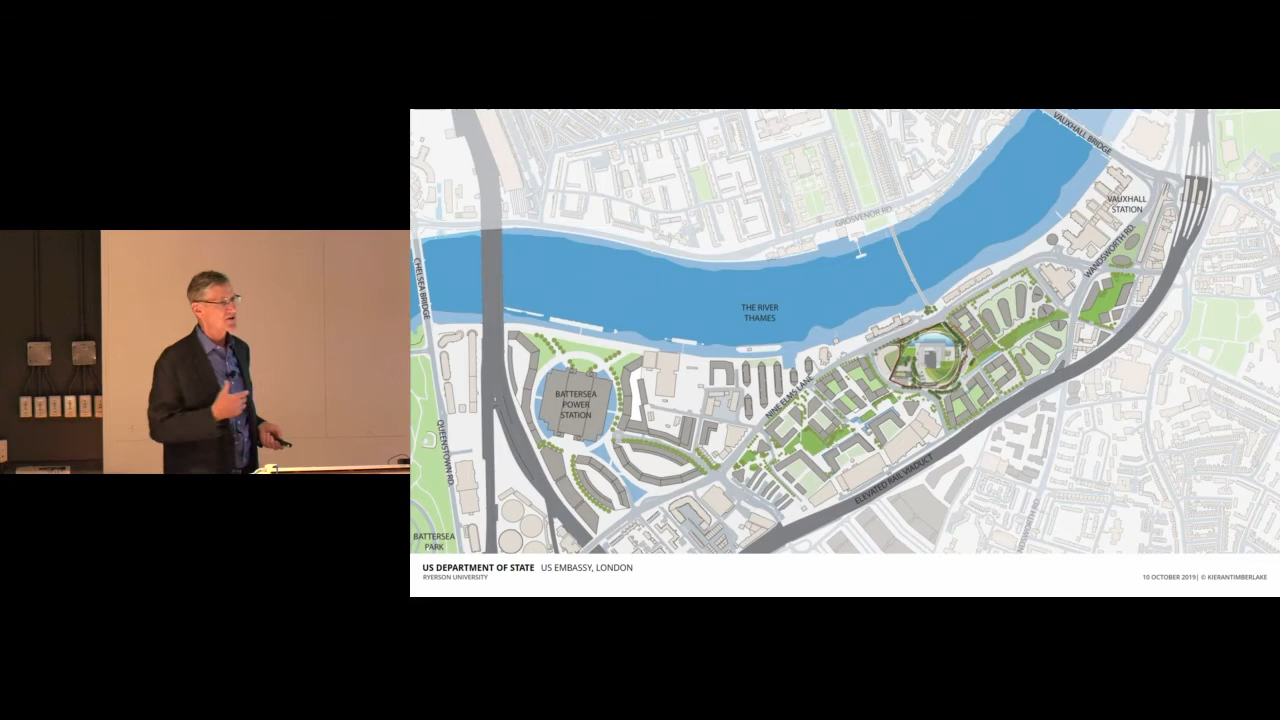 VAUXHALL BRIDGE
VAUXHALL
STATION
GROSVENOR RD.
WANDSWORTH RD.
CHELSEA BRIDGE
THE RIVER
THAMES
BATTERSEA
POWER
STATION
NINE ELMS LANE
QUEENSTOWN RD.
ELEVATED RAIL VIADUCT
BATTERSEA
PARK
US DEPARTMENT OF STATE US EMBASSY, LONDON
RYERSON UNIVERSITY
10 OCTOBER 2019| © KIERANTIMBERLAKE